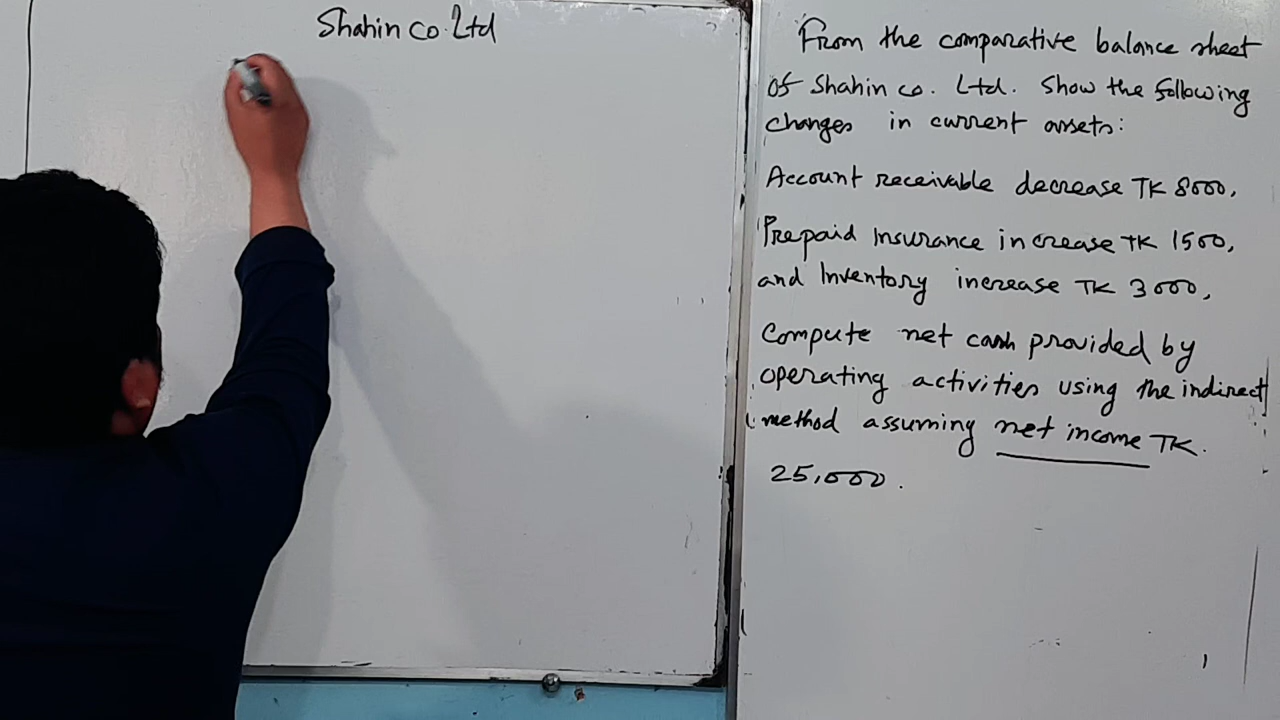 Shahin co. Ltd
From the comparative balance sheet
of Shahin co. Ltd. Show the following
changes in current assets:
Account receivable decrease TK 8000,
Prepaid Insurance increase TK 1500,
and Inventory increase TK 3000,
Compute net cash provided by
operating activities using the indirect
method assuming net income TK.
25,000.